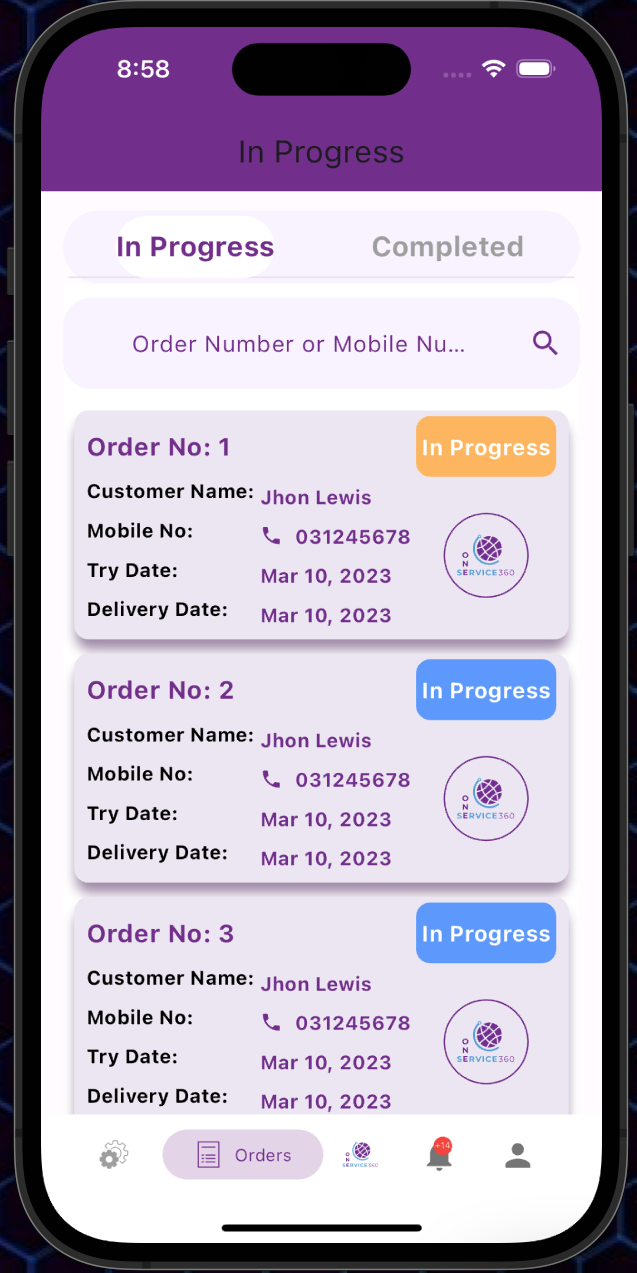 8:58
In Progress
In Progress Completed
Order Number or Mobile Nu...
Order No: 1 In Progress
Customer Name: Jhon Lewis
Mobile No: 031245678
Try Date: Mar 10, 2023
Delivery Date: Mar 10, 2023
ONE SERVICE360
Order No: 2 In Progress
Customer Name: Jhon Lewis
Mobile No: 031245678
Try Date: Mar 10, 2023
Delivery Date: Mar 10, 2023
ONE SERVICE360
Order No: 3 In Progress
Customer Name: Jhon Lewis
Mobile No: 031245678
Try Date: Mar 10, 2023
Delivery Date: Mar 10, 2023
ONE SERVICE360
Orders
ONE SERVICE360
+14